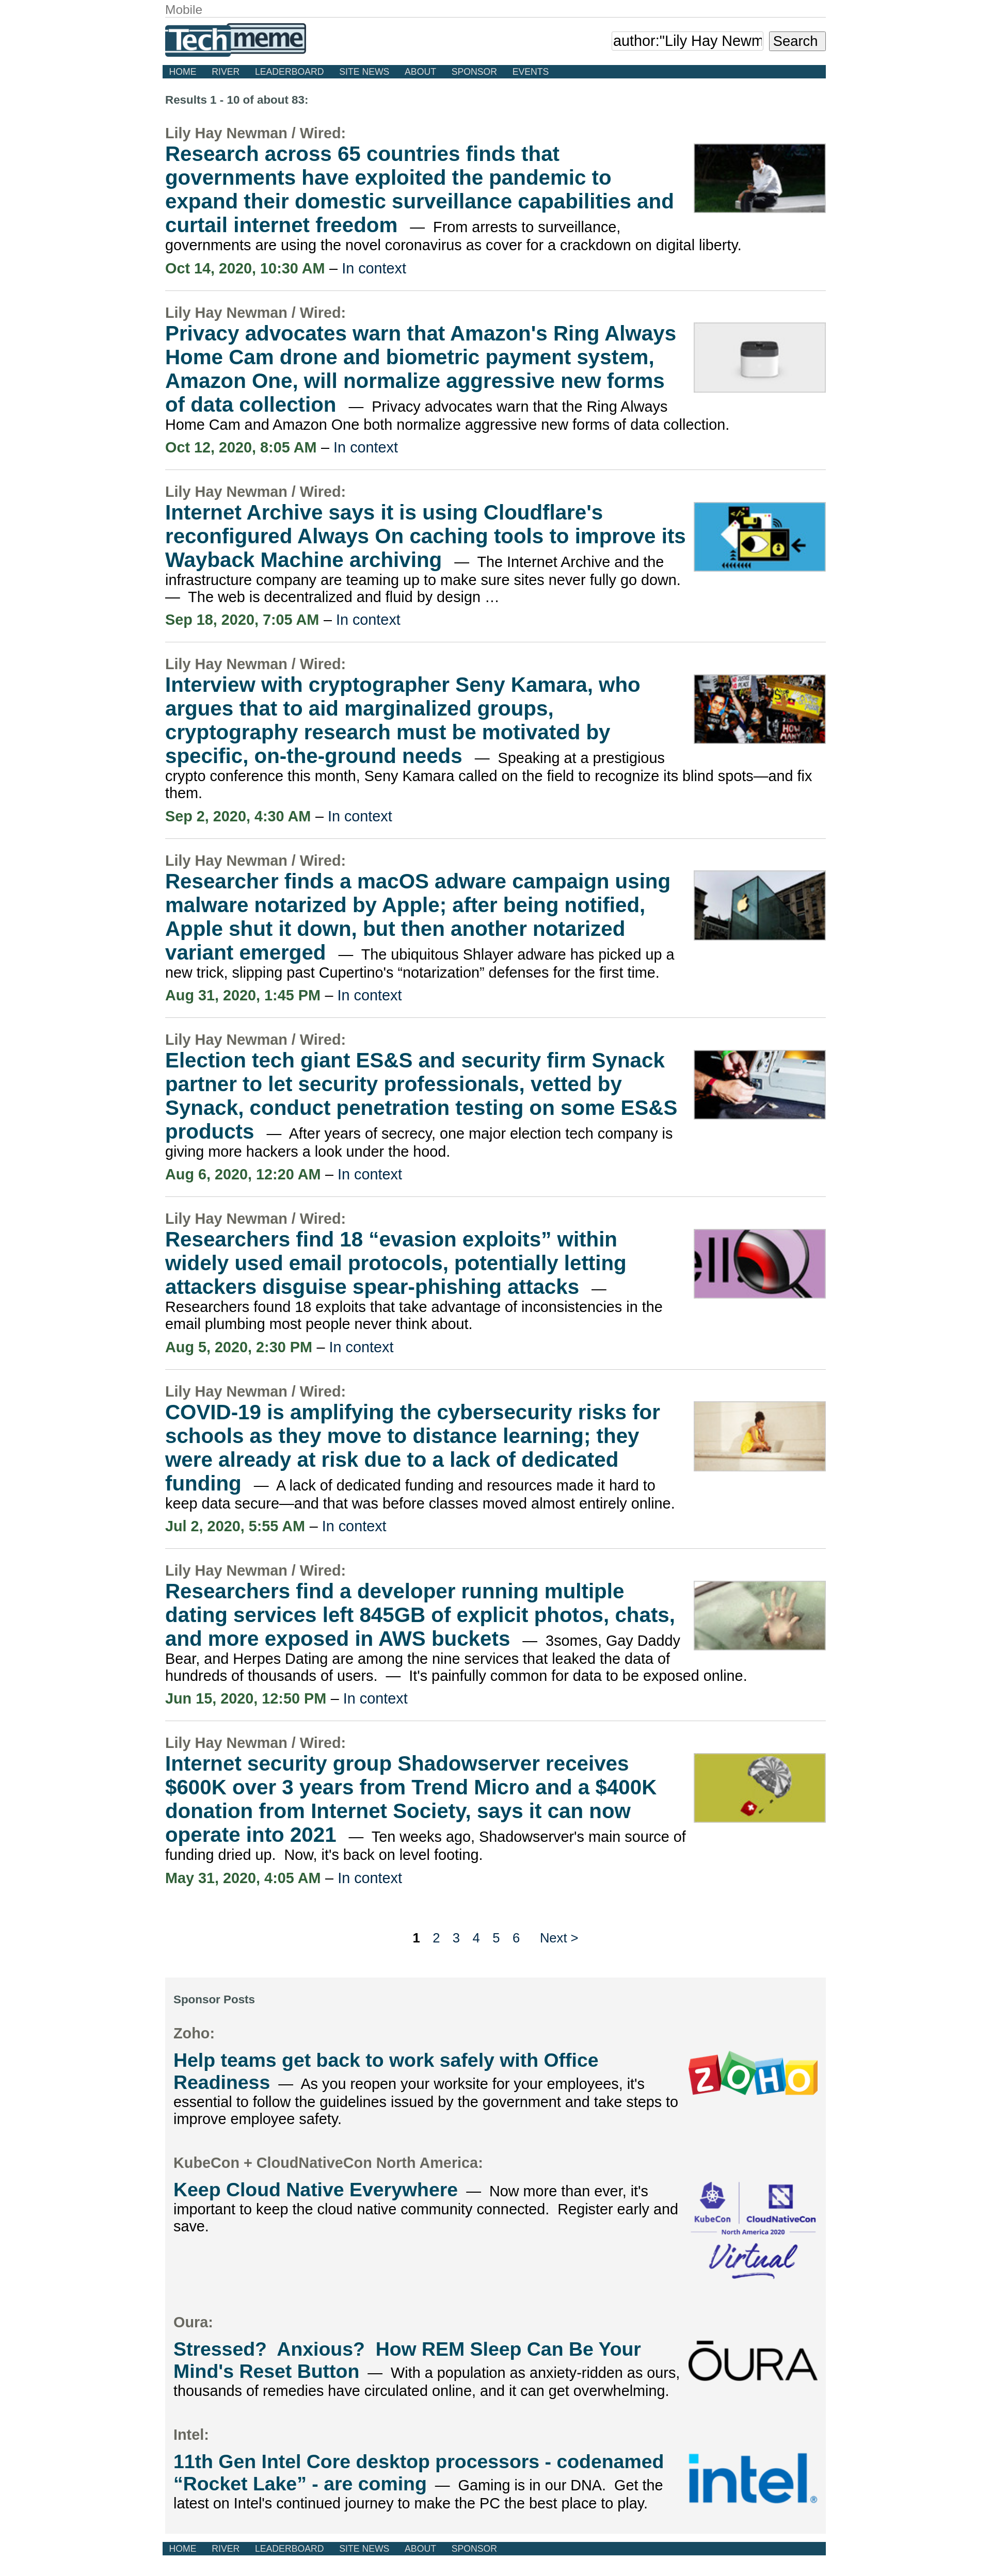 Mobile
Techmeme
author:"Lily Hay Newm
Search
HOME RIVER LEADERBOARD SITE NEWS ABOUT SPONSOR EVENTS
Results 1 - 10 of about 83:
Lily Hay Newman / Wired:
Research across 65 countries finds that
governments have exploited the pandemic to
expand their domestic surveillance capabilities and
curtail internet freedom — From arrests to surveillance,
governments are using the novel coronavirus as cover for a crackdown on digital liberty.
Oct 14, 2020, 10:30 AM – In context
Lily Hay Newman / Wired:
Privacy advocates warn that Amazon's Ring Always
Home Cam drone and biometric payment system,
Amazon One, will normalize aggressive new forms
of data collection — Privacy advocates warn that the Ring Always
Home Cam and Amazon One both normalize aggressive new forms of data collection.
Oct 12, 2020, 8:05 AM – In context
Lily Hay Newman / Wired:
Internet Archive says it is using Cloudflare's
reconfigured Always On caching tools to improve its
Wayback Machine archiving — The Internet Archive and the
infrastructure company are teaming up to make sure sites never fully go down.
— The web is decentralized and fluid by design …
Sep 18, 2020, 7:05 AM – In context
Lily Hay Newman / Wired:
Interview with cryptographer Seny Kamara, who
argues that to aid marginalized groups,
cryptography research must be motivated by
specific, on-the-ground needs — Speaking at a prestigious
crypto conference this month, Seny Kamara called on the field to recognize its blind spots—and fix
them.
Sep 2, 2020, 4:30 AM – In context
Lily Hay Newman / Wired:
Researcher finds a macOS adware campaign using
malware notarized by Apple; after being notified,
Apple shut it down, but then another notarized
variant emerged — The ubiquitous Shlayer adware has picked up a
new trick, slipping past Cupertino's “notarization” defenses for the first time.
Aug 31, 2020, 1:45 PM – In context
Lily Hay Newman / Wired:
Election tech giant ES&S and security firm Synack
partner to let security professionals, vetted by
Synack, conduct penetration testing on some ES&S
products — After years of secrecy, one major election tech company is
giving more hackers a look under the hood.
Aug 6, 2020, 12:20 AM – In context
Lily Hay Newman / Wired:
Researchers find 18 “evasion exploits” within
widely used email protocols, potentially letting
attackers disguise spear-phishing attacks —
Researchers found 18 exploits that take advantage of inconsistencies in the
email plumbing most people never think about.
Aug 5, 2020, 2:30 PM – In context
Lily Hay Newman / Wired:
COVID-19 is amplifying the cybersecurity risks for
schools as they move to distance learning; they
were already at risk due to a lack of dedicated
funding — A lack of dedicated funding and resources made it hard to
keep data secure—and that was before classes moved almost entirely online.
Jul 2, 2020, 5:55 AM – In context
Lily Hay Newman / Wired:
Researchers find a developer running multiple
dating services left 845GB of explicit photos, chats,
and more exposed in AWS buckets — 3somes, Gay Daddy
Bear, and Herpes Dating are among the nine services that leaked the data of
hundreds of thousands of users. — It's painfully common for data to be exposed online.
Jun 15, 2020, 12:50 PM – In context
Lily Hay Newman / Wired:
Internet security group Shadowserver receives
$600K over 3 years from Trend Micro and a $400K
donation from Internet Society, says it can now
operate into 2021 — Ten weeks ago, Shadowserver's main source of
funding dried up. Now, it's back on level footing.
May 31, 2020, 4:05 AM – In context
1 2 3 4 5 6 Next >
Sponsor Posts
Zoho:
Help teams get back to work safely with Office
Readiness — As you reopen your worksite for your employees, it's
essential to follow the guidelines issued by the government and take steps to
improve employee safety.
ZOHO
KubeCon + CloudNativeCon North America:
Keep Cloud Native Everywhere — Now more than ever, it's
important to keep the cloud native community connected. Register early and
save.
KubeCon CloudNativeCon
North America 2020
Virtual
Oura:
Stressed? Anxious? How REM Sleep Can Be Your
Mind's Reset Button — With a population as anxiety-ridden as ours,
thousands of remedies have circulated online, and it can get overwhelming.
ŌURA
Intel:
11th Gen Intel Core desktop processors - codenamed
“Rocket Lake” - are coming — Gaming is in our DNA. Get the
latest on Intel's continued journey to make the PC the best place to play.
intel®
HOME RIVER LEADERBOARD SITE NEWS ABOUT SPONSOR